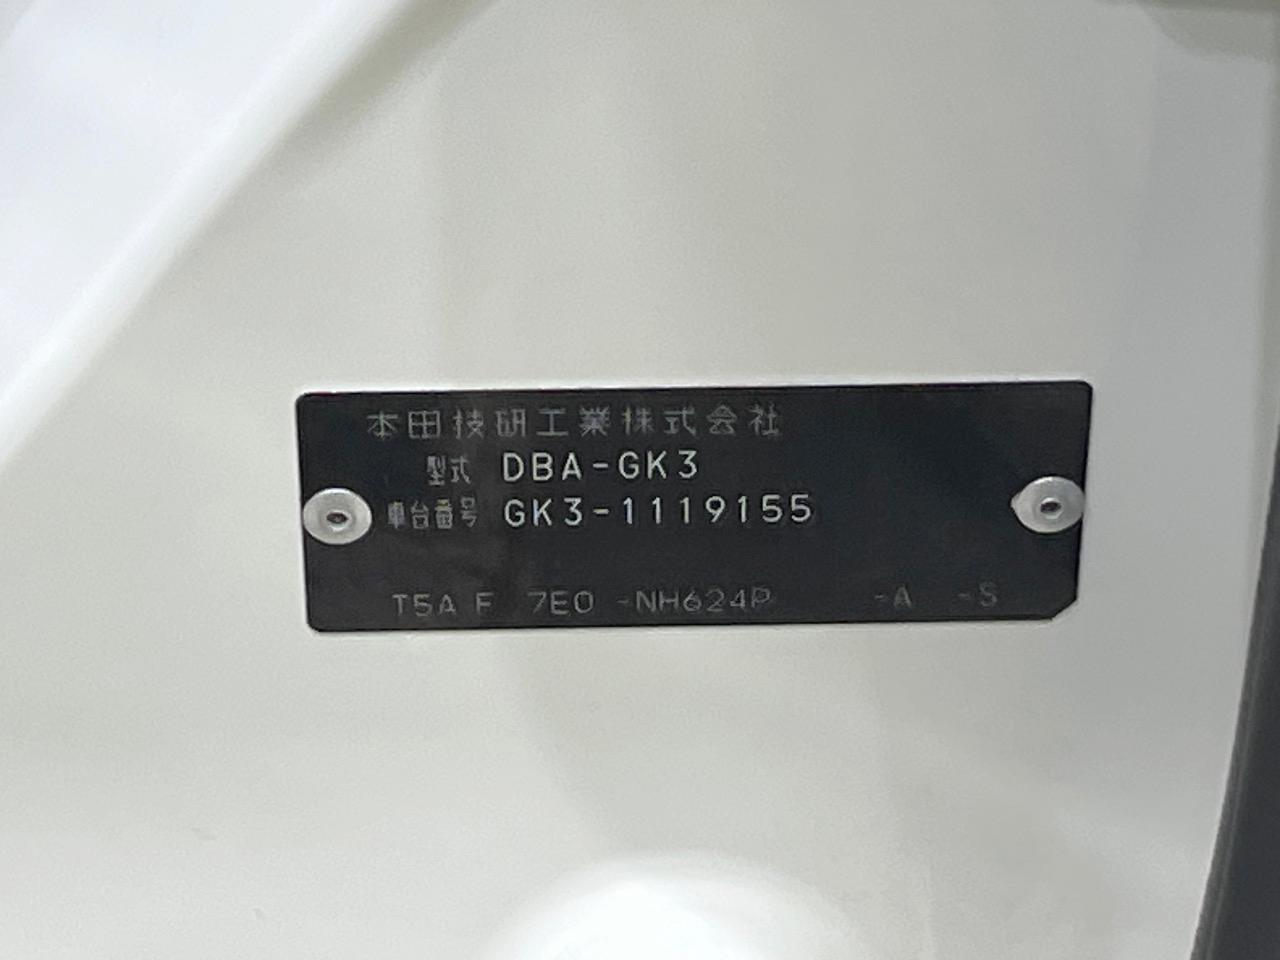 本田技研工業株式会社
型式 DBA-GK3
車台番号 GK3-1119155
T5A F 7E0 -NH624P -A -S